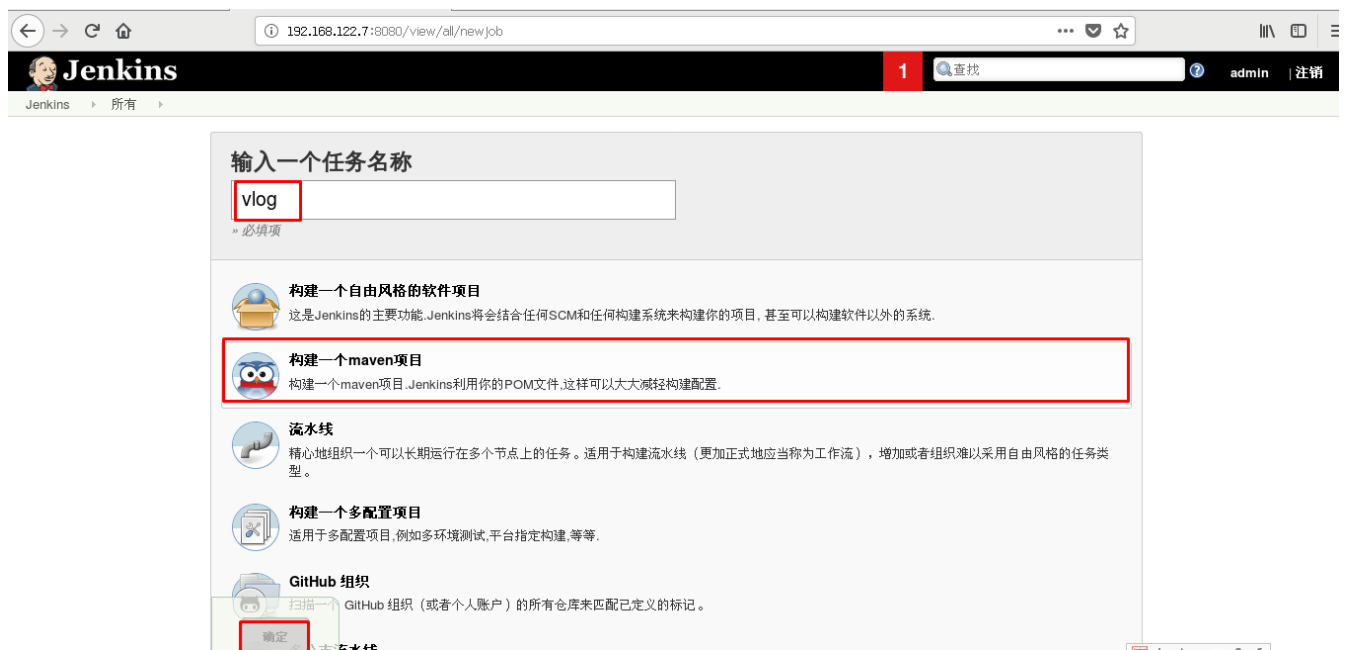 192.168.122.7:8080/view/all/newJob
Jenkins
1
查找
admin | 注销
Jenkins 所有
输入一个任务名称
vlog
» 必填项
构建一个自由风格的软件项目
这是Jenkins的主要功能.Jenkins将会结合任何SCM和任何构建系统来构建你的项目, 甚至可以构建软件以外的系统.
构建一个maven项目
构建一个maven项目.Jenkins利用你的POM文件,这样可以大大减轻构建配置.
流水线
精心地组织一个可以长期运行在多个节点上的任务。适用于构建流水线（更加正式地应当称为工作流），增加或者组织难以采用自由风格的任务类
型。
构建一个多配置项目
适用于多配置项目,例如多环境测试,平台指定构建,等等.
GitHub 组织
扫描一个 GitHub 组织（或者个人账户）的所有仓库来匹配已定义的标记。
确定
流水线